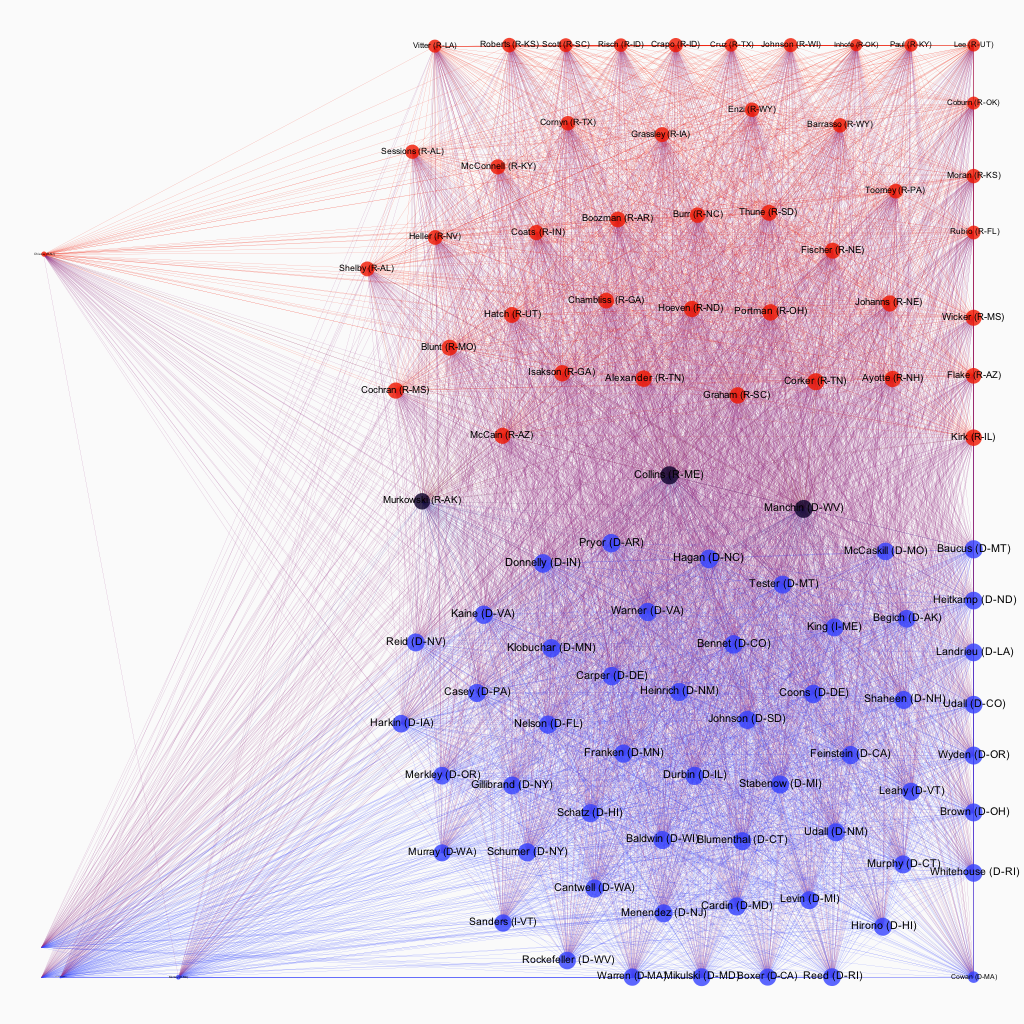 Vitter (R-LA)
Roberts (R-KS)
Scott (R-SC)
Risch (R-ID)
Crapo (R-ID)
Cruz (R-TX)
Johnson (R-WI)
Inhofe (R-OK)
Paul (R-KY)
Lee (R-UT)
Coburn (R-OK)
Enzi (R-WY)
Cornyn (R-TX)
Barrasso (R-WY)
Grassley (R-IA)
Sessions (R-AL)
McConnell (R-KY)
Moran (R-KS)
Toomey (R-PA)
Thune (R-SD)
Burr (R-NC)
Boozman (R-AR)
Coats (R-IN)
Rubio (R-FL)
Heller (R-NV)
Fischer (R-NE)
Shelby (R-AL)
Chambliss (R-GA)
Johanns (R-NE)
Hoeven (R-ND)
Portman (R-OH)
Hatch (R-UT)
Wicker (R-MS)
Blunt (R-MO)
Isakson (R-GA)
Flake (R-AZ)
Alexander (R-TN)
Ayotte (R-NH)
Corker (R-TN)
Cochran (R-MS)
Graham (R-SC)
McCain (R-AZ)
Kirk (R-IL)
Collins (R-ME)
Murkowski (R-AK)
Manchin (D-WV)
Pryor (D-AR)
Baucus (D-MT)
McCaskill (D-MO)
Hagan (D-NC)
Donnelly (D-IN)
Tester (D-MT)
Heitkamp (D-ND)
Warner (D-VA)
Kaine (D-VA)
Begich (D-AK)
King (I-ME)
Reid (D-NV)
Bennet (D-CO)
Klobuchar (D-MN)
Landrieu (D-LA)
Carper (D-DE)
Heinrich (D-NM)
Casey (D-PA)
Coons (D-DE)
Shaheen (D-NH)
Udall (D-CO)
Johnson (D-SD)
Harkin (D-IA)
Nelson (D-FL)
Franken (D-MN)
Feinstein (D-CA)
Wyden (D-OR)
Merkley (D-OR)
Durbin (D-IL)
Gillibrand (D-NY)
Stabenow (D-MI)
Leahy (D-VT)
Schatz (D-HI)
Brown (D-OH)
Udall (D-NM)
Baldwin (D-WI)
Blumenthal (D-CT)
Murray (D-WA)
Schumer (D-NY)
Murphy (D-CT)
Whitehouse (D-RI)
Cantwell (D-WA)
Levin (D-MI)
Cardin (D-MD)
Menendez (D-NJ)
Sanders (I-VT)
Hirono (D-HI)
Rockefeller (D-WV)
Warren (D-MA)
Mikulski (D-MD)
Boxer (D-CA)
Reed (D-RI)
Cowan (D-MA)